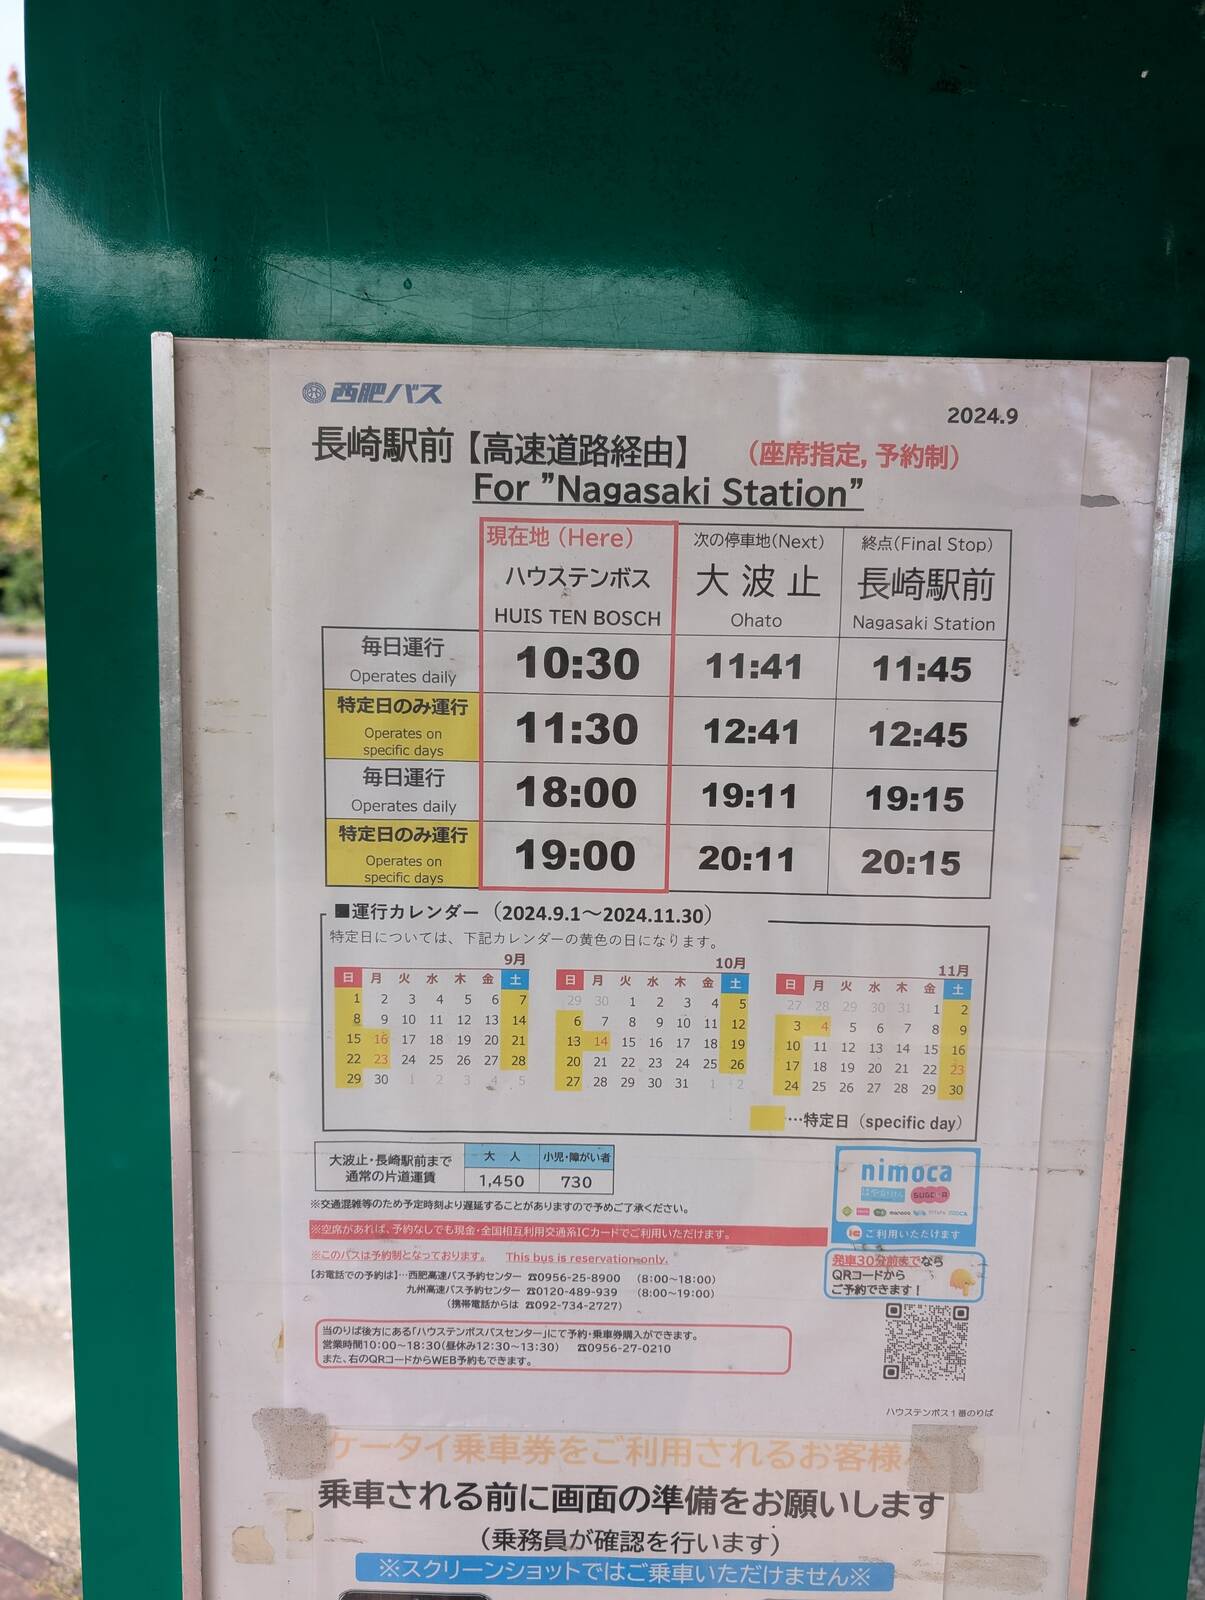 西肥バス
2024.9
長崎駅前【高速道路経由】 (座席指定, 予約制)
For "Nagasaki Station"
現在地 (Here) 次の停車地(Next) 終点(Final Stop)
ハウステンボス 大波止 長崎駅前
HUIS TEN BOSCH Ohato Nagasaki Station
毎日運行
Operates daily
10:30 11:41 11:45
特定日のみ運行
Operates on
specific days
11:30 12:41 12:45
毎日運行
Operates daily
18:00 19:11 19:15
特定日のみ運行
Operates on
specific days
19:00 20:11 20:15
■運行カレンダー (2024.9.1～2024.11.30)
特定日については、下記カレンダーの黄色の日になります。
9月
日 月 火 水 木 金 土
1 2 3 4 5 6 7
8 9 10 11 12 13 14
15 16 17 18 19 20 21
22 23 24 25 26 27 28
29 30 1 2 3 4 5
10月
日 月 火 水 木 金 土
29 30 1 2 3 4 5
6 7 8 9 10 11 12
13 14 15 16 17 18 19
20 21 22 23 24 25 26
27 28 29 30 31 1 2
11月
日 月 火 水 木 金 土
27 28 29 30 31 1 2
3 4 5 6 7 8 9
10 11 12 13 14 15 16
17 18 19 20 21 22 23
24 25 26 27 28 29 30
…特定日 (specific day)
大波止・長崎駅前まで
通常の片道運賃
大人 小児・障がい者
1,450 730
※交通混雑等のため予定時刻より遅延することがありますので予めご了承ください。
※空席があれば、予約なしでも現金・全国相互利用交通系ICカードでご利用いただけます。
※このバスは予約制となっております。 This bus is reservation only.
【お電話での予約は】…西肥高速バス予約センター ☎0956-25-8900 (8:00～18:00)
九州高速バス予約センター ☎0120-489-939 (8:00～19:00)
(携帯電話からは ☎092-734-2727)
当のりば後方にある「ハウステンボスバスセンター」にて予約・乗車券購入ができます。
営業時間10:00～18:30(昼休み12:30～13:30) ☎0956-27-0210
また、右のQRコードからWEB予約もできます。
nimoca
はやかけん SUGOCA
ic ご利用いただけます
発車30分前までなら
QRコードから
ご予約できます！
ハウステンボス1番のりば
ケータイ乗車券をご利用されるお客様へ
乗車される前に画面の準備をお願いします
(乗務員が確認を行います)
※スクリーンショットではご乗車いただけません※